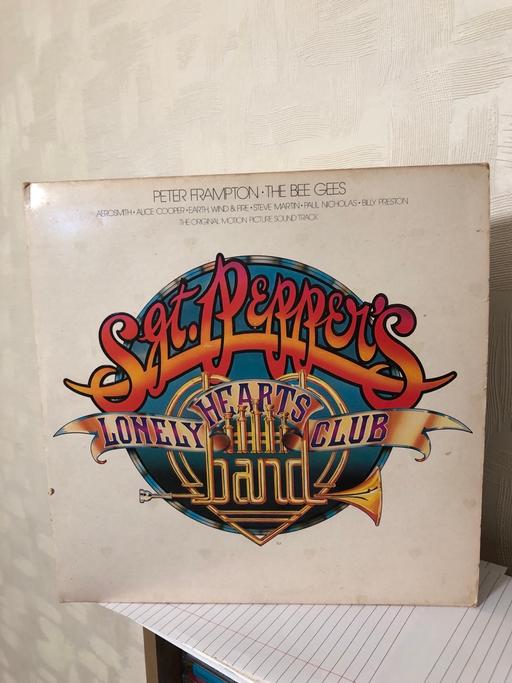 PETER FRAMPTON • THE BEE GEES
AEROSMITH • ALICE COOPER • EARTH, WIND & FIRE • STEVE MARTIN • PAUL NICHOLAS • BILLY PRESTON
THE ORIGINAL MOTION PICTURE SOUND TRACK
Sgt. Pepper's
LONELY HEARTS CLUB
band